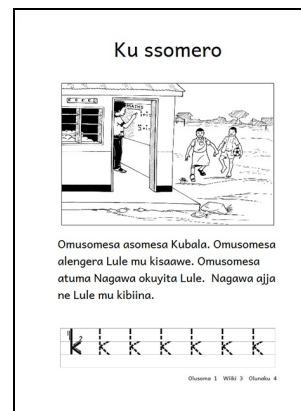 Ku ssomero
MATHS
Omusomesa asomesa Kubala. Omusomesa
alengera Lule mu kisaawe. Omusomesa
atuma Nagawa okuyita Lule.  Nagawa ajja
ne Lule mu kibiina.
k k k k k k k
Olusoma 1 Wiiki 3 Olunaku 4